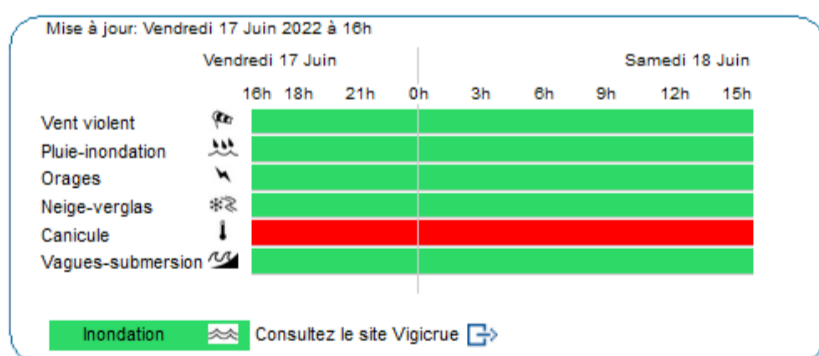 Mise à jour: Vendredi 17 Juin 2022 à 16h
Vendredi 17 Juin Samedi 18 Juin
16h 18h 21h 0h 3h 6h 9h 12h 15h
Vent violent
Pluie-inondation
Orages
Neige-verglas
Canicule
Vagues-submersion
Inondation Consultez le site Vigicrue